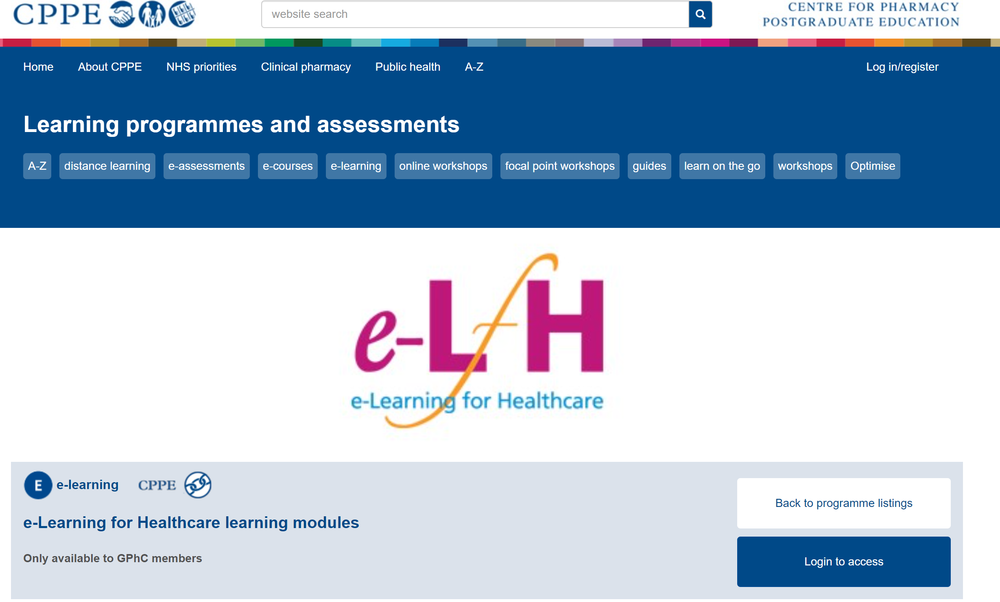 CPPE
website search
CENTRE FOR PHARMACY
POSTGRADUATE EDUCATION
Home About CPPE NHS priorities Clinical pharmacy Public health A-Z Log in/register
Learning programmes and assessments
A-Z distance learning e-assessments e-courses e-learning online workshops focal point workshops guides learn on the go workshops Optimise
e-LfH
e-Learning for Healthcare
E e-learning CPPE
Back to programme listings
e-Learning for Healthcare learning modules
Only available to GPhC members
Login to access